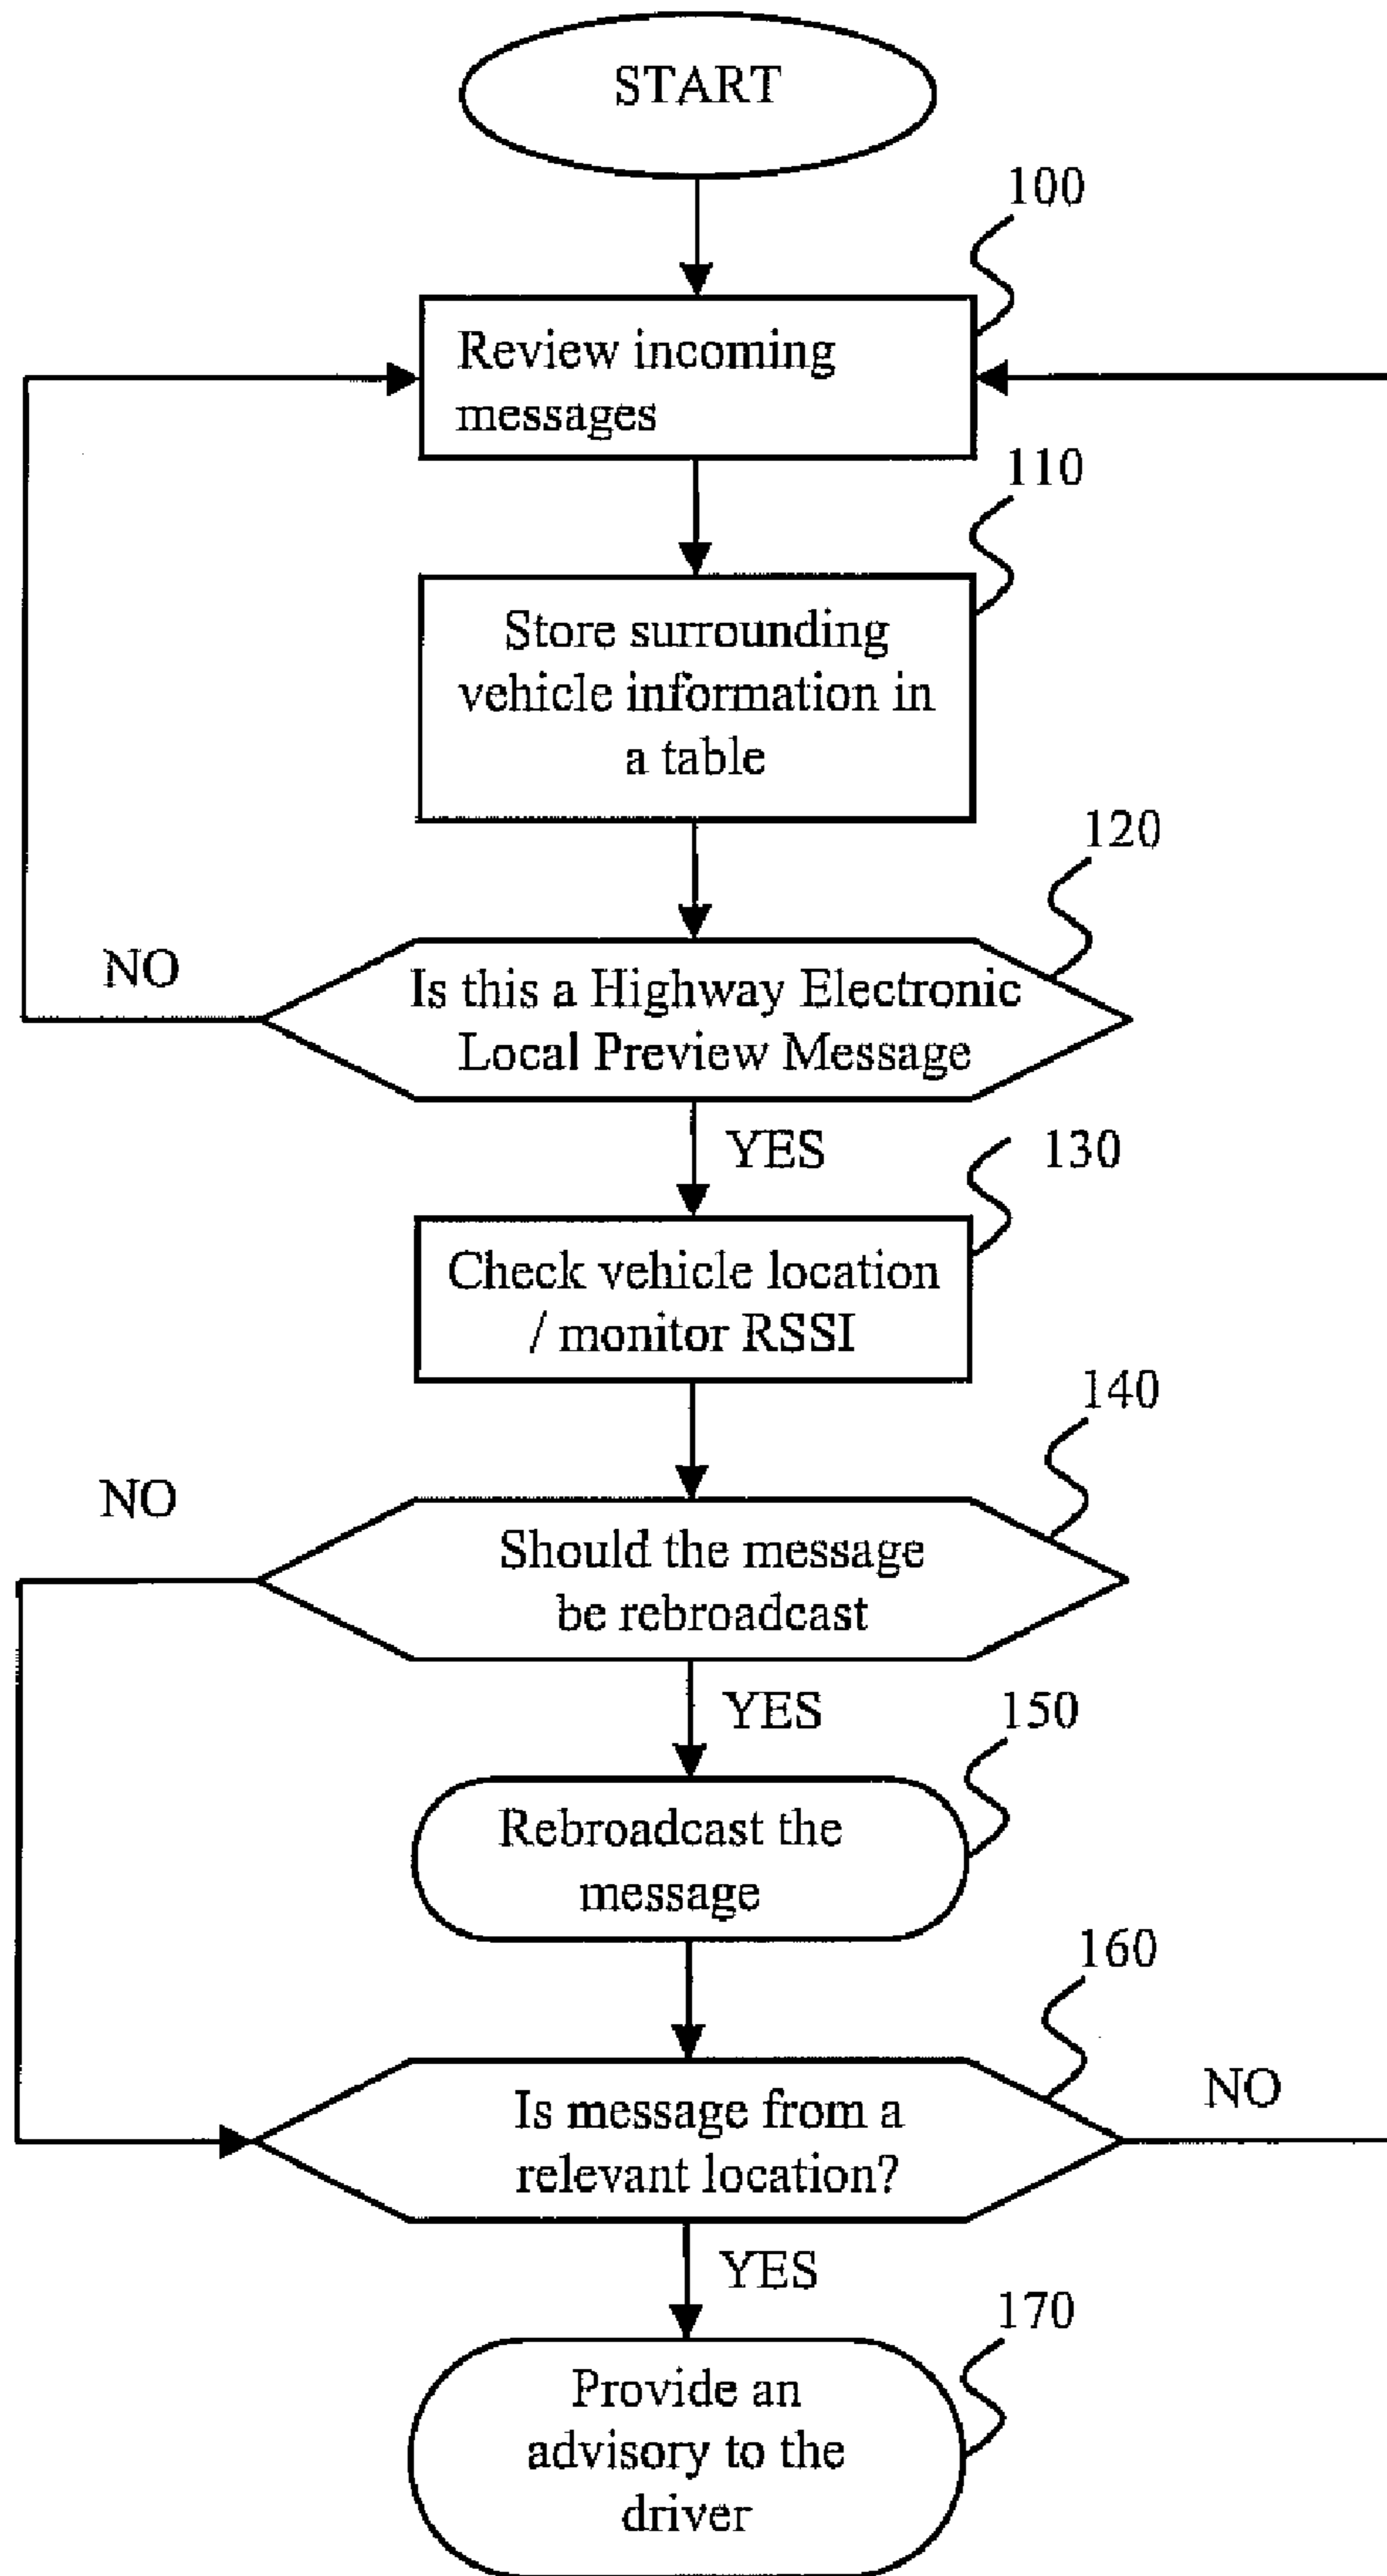 START
100
Review incoming
messages
110
Store surrounding
vehicle information in
a table
120
NO
Is this a Highway Electronic
Local Preview Message
YES
130
Check vehicle location
/ monitor RSSI
140
NO
Should the message
be rebroadcast
YES
150
Rebroadcast the
message
160
NO
Is message from a
relevant location?
YES
170
Provide an
advisory to the
driver